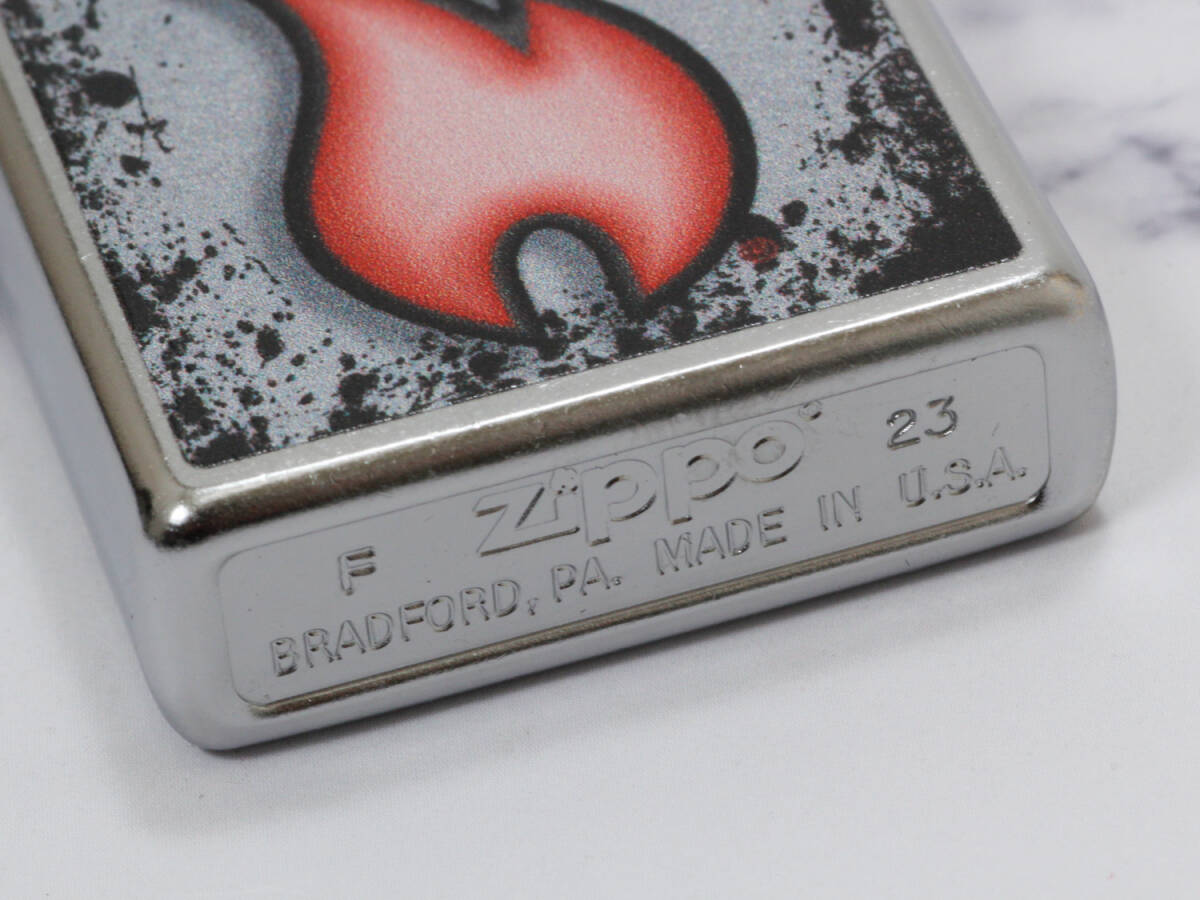 F Zippo 23
BRADFORD, PA. MADE IN U.S.A.